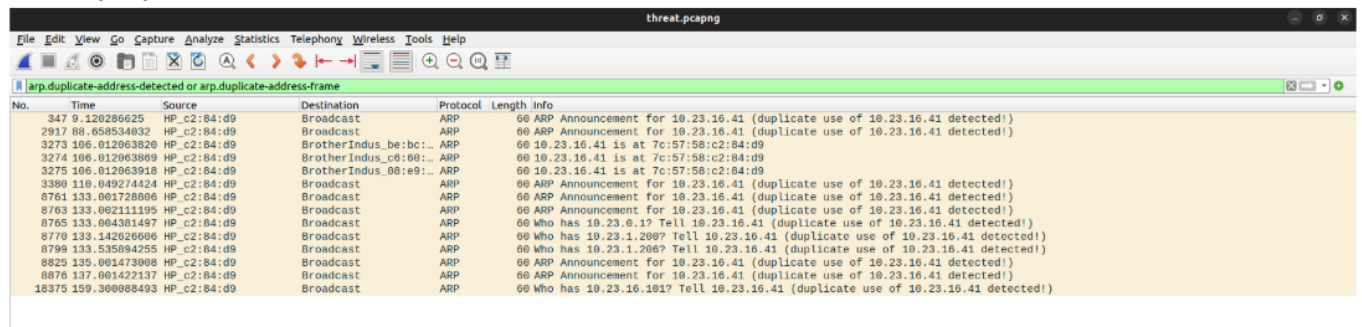 threat.pcapng
File Edit View Go Capture Analyze Statistics Telephony Wireless Tools Help
arp.duplicate-address-detected or arp.duplicate-address-frame
No. Time Source Destination Protocol Length Info
347 9.120286625 HP_c2:84:d9 Broadcast ARP 60 ARP Announcement for 10.23.16.41 (duplicate use of 10.23.16.41 detected!)
2917 88.658534032 HP_c2:84:d9 Broadcast ARP 60 ARP Announcement for 10.23.16.41 (duplicate use of 10.23.16.41 detected!)
3273 106.012063820 HP_c2:84:d9 BrotherIndus_be:bc:… ARP 60 10.23.16.41 is at 7c:57:58:c2:84:d9
3274 106.012063869 HP_c2:84:d9 BrotherIndus_c6:60:… ARP 60 10.23.16.41 is at 7c:57:58:c2:84:d9
3275 106.012063918 HP_c2:84:d9 BrotherIndus_08:e9:… ARP 60 10.23.16.41 is at 7c:57:58:c2:84:d9
3380 110.049274424 HP_c2:84:d9 Broadcast ARP 60 ARP Announcement for 10.23.16.41 (duplicate use of 10.23.16.41 detected!)
8761 133.001728806 HP_c2:84:d9 Broadcast ARP 60 ARP Announcement for 10.23.16.41 (duplicate use of 10.23.16.41 detected!)
8763 133.002111195 HP_c2:84:d9 Broadcast ARP 60 ARP Announcement for 10.23.16.41 (duplicate use of 10.23.16.41 detected!)
8765 133.004381497 HP_c2:84:d9 Broadcast ARP 60 Who has 10.23.0.1? Tell 10.23.16.41 (duplicate use of 10.23.16.41 detected!)
8770 133.142626606 HP_c2:84:d9 Broadcast ARP 60 Who has 10.23.1.200? Tell 10.23.16.41 (duplicate use of 10.23.16.41 detected!)
8799 133.535894255 HP_c2:84:d9 Broadcast ARP 60 Who has 10.23.1.206? Tell 10.23.16.41 (duplicate use of 10.23.16.41 detected!)
8825 135.001473008 HP_c2:84:d9 Broadcast ARP 60 ARP Announcement for 10.23.16.41 (duplicate use of 10.23.16.41 detected!)
8876 137.001422137 HP_c2:84:d9 Broadcast ARP 60 ARP Announcement for 10.23.16.41 (duplicate use of 10.23.16.41 detected!)
18375 159.300088493 HP_c2:84:d9 Broadcast ARP 60 Who has 10.23.16.101? Tell 10.23.16.41 (duplicate use of 10.23.16.41 detected!)